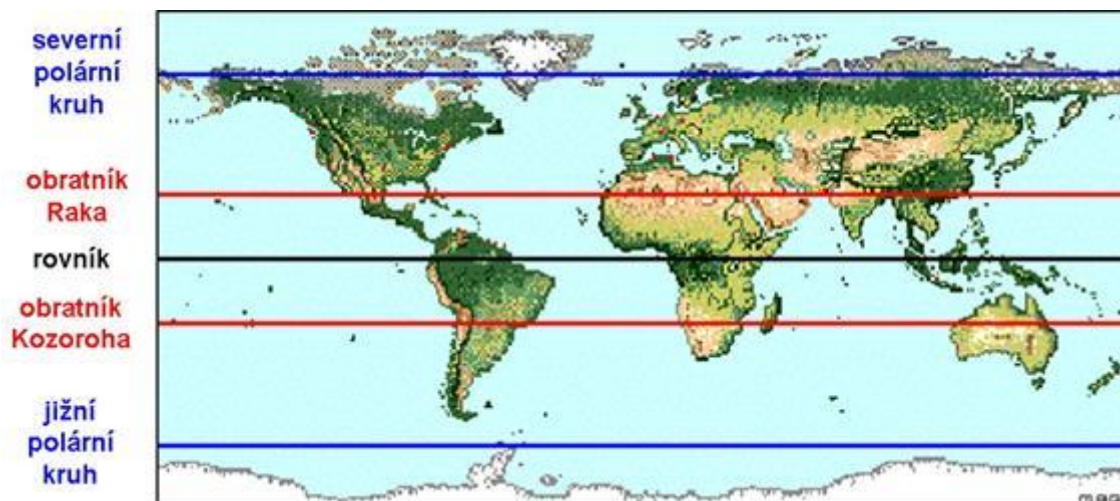 severní
polární
kruh
obratník
Raka
rovník
obratník
Kozoroha
jižní
polární
kruh